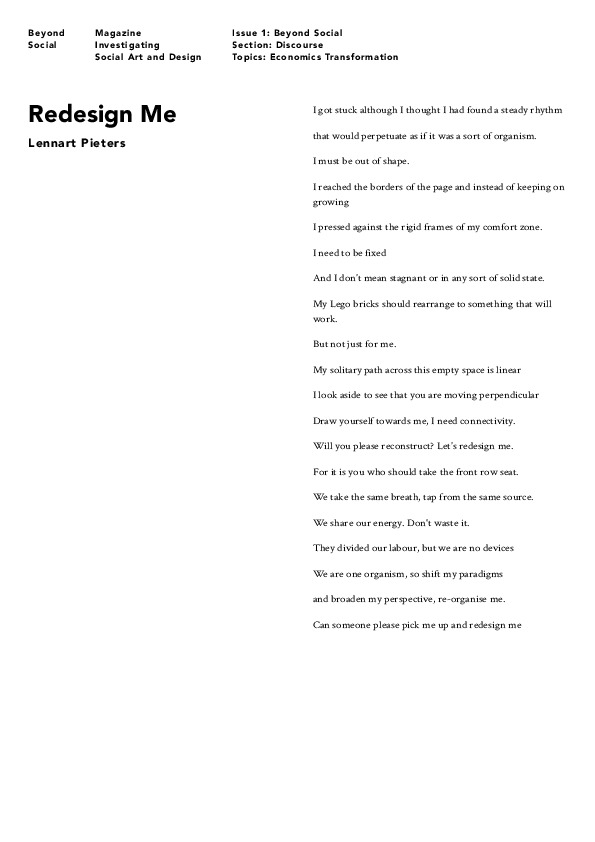 Beyond
Social
Magazine
Investigating
Social Art and Design
Issue 1: Beyond Social
Section: Discourse
Topics: Economics Transformation
Redesign Me
Lennart Pieters
I got stuck although I thought I had found a steady rhythm
that would perpetuate as if it was a sort of organism.
I must be out of shape.
I reached the borders of the page and instead of keeping on
growing
I pressed against the rigid frames of my comfort zone.
I need to be fixed
And I don't mean stagnant or in any sort of solid state.
My Lego bricks should rearrange to something that will
work.
But not just for me.
My solitary path across this empty space is linear
I look aside to see that you are moving perpendicular
Draw yourself towards me, I need connectivity.
Will you please reconstruct? Let's redesign me.
For it is you who should take the front row seat.
We take the same breath, tap from the same source.
We share our energy. Don't waste it.
They divided our labour, but we are no devices
We are one organism, so shift my paradigms
and broaden my perspective, re-organise me.
Can someone please pick me up and redesign me